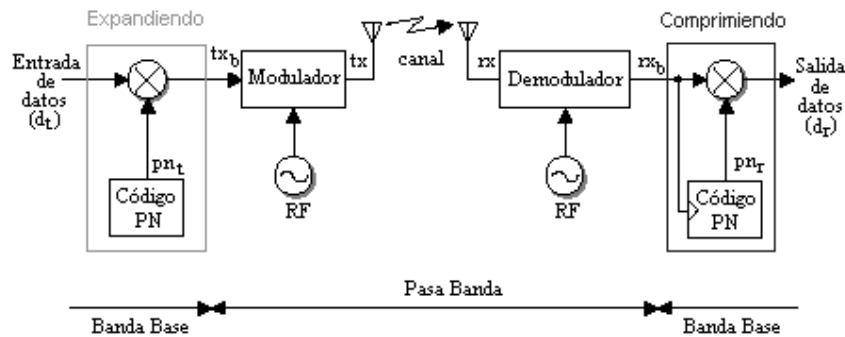 Expandiendo
Comprimiendo
Entrada
de
datos
(dt)
txb
Modulador
tx
canal
rx
Demodulador
rxb
Salida
de
datos
(dr)
pnt
Código
PN
RF
RF
pnr
Código
PN
Pasa Banda
Banda Base
Banda Base